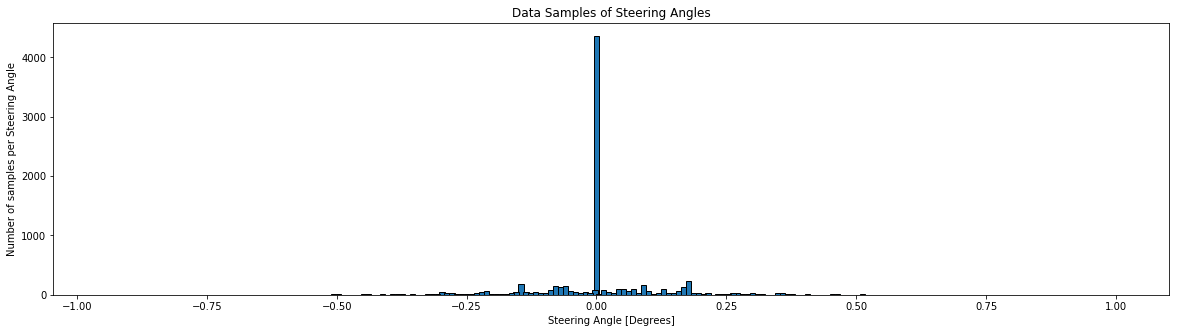 Data Samples of Steering Angles
Number of samples per Steering Angle
4000
3000
2000
1000
0
−1.00 −0.75 −0.50 −0.25 0.00 0.25 0.50 0.75 1.00
Steering Angle [Degrees]